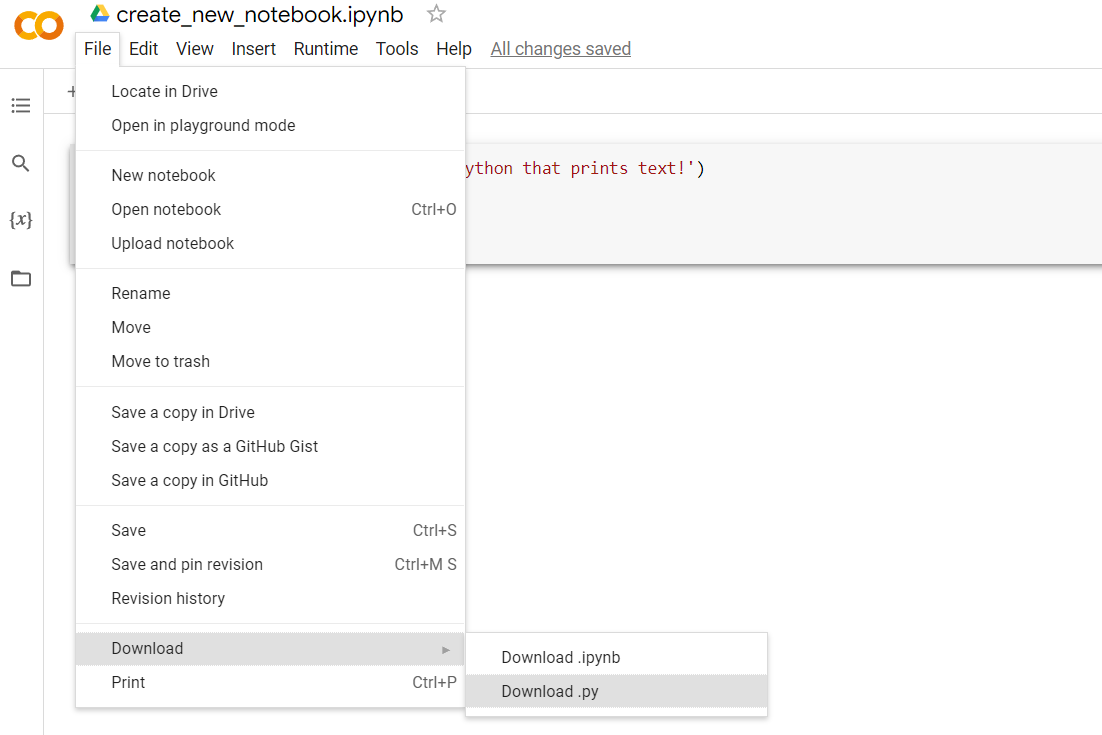 create_new_notebook.ipynb
File Edit View Insert Runtime Tools Help All changes saved
+
Locate in Drive
Open in playground mode
ython that prints text!')
New notebook
Open notebook Ctrl+O
{x}
Upload notebook
Rename
Move
Move to trash
Save a copy in Drive
Save a copy as a GitHub Gist
Save a copy in GitHub
Save Ctrl+S
Save and pin revision Ctrl+M S
Revision history
Download
Print Ctrl+P
Download .ipynb
Download .py